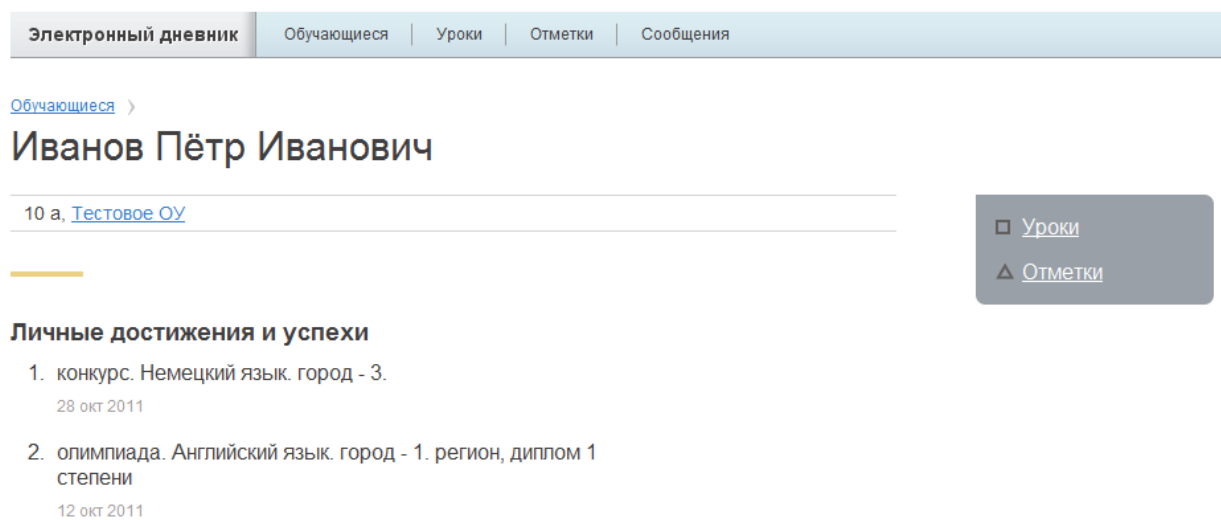 Электронный дневник Обучающиеся Уроки Отметки Сообщения
Обучающиеся
Иванов Пётр Иванович
10 а, Тестовое ОУ
Уроки
Отметки
Личные достижения и успехи
1. конкурс. Немецкий язык. город - 3.
28 окт 2011
2. олимпиада. Английский язык. город - 1. регион, диплом 1
степени
12 окт 2011